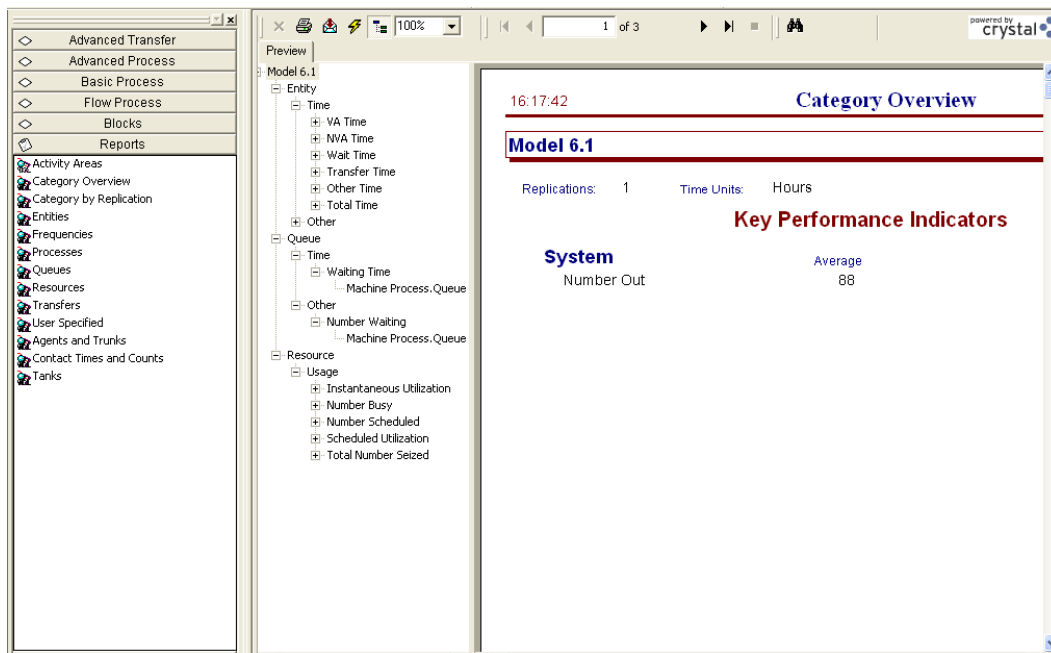 Advanced Transfer
Advanced Process
Basic Process
Flow Process
Blocks
Reports
Activity Areas
Category Overview
Category by Replication
Entities
Frequencies
Processes
Queues
Resources
Transfers
User Specified
Agents and Trunks
Contact Times and Counts
Tanks
100%
1 of 3
powered by
crystal
Preview
Model 6.1
Entity
Time
VA Time
NVA Time
Wait Time
Transfer Time
Other Time
Total Time
Other
Queue
Time
Waiting Time
Machine Process.Queue
Other
Number Waiting
Machine Process.Queue
Resource
Usage
Instantaneous Utilization
Number Busy
Number Scheduled
Scheduled Utilization
Total Number Seized
16:17:42 Category Overview
Model 6.1
Replications: 1 Time Units: Hours
Key Performance Indicators
System Average
Number Out 88